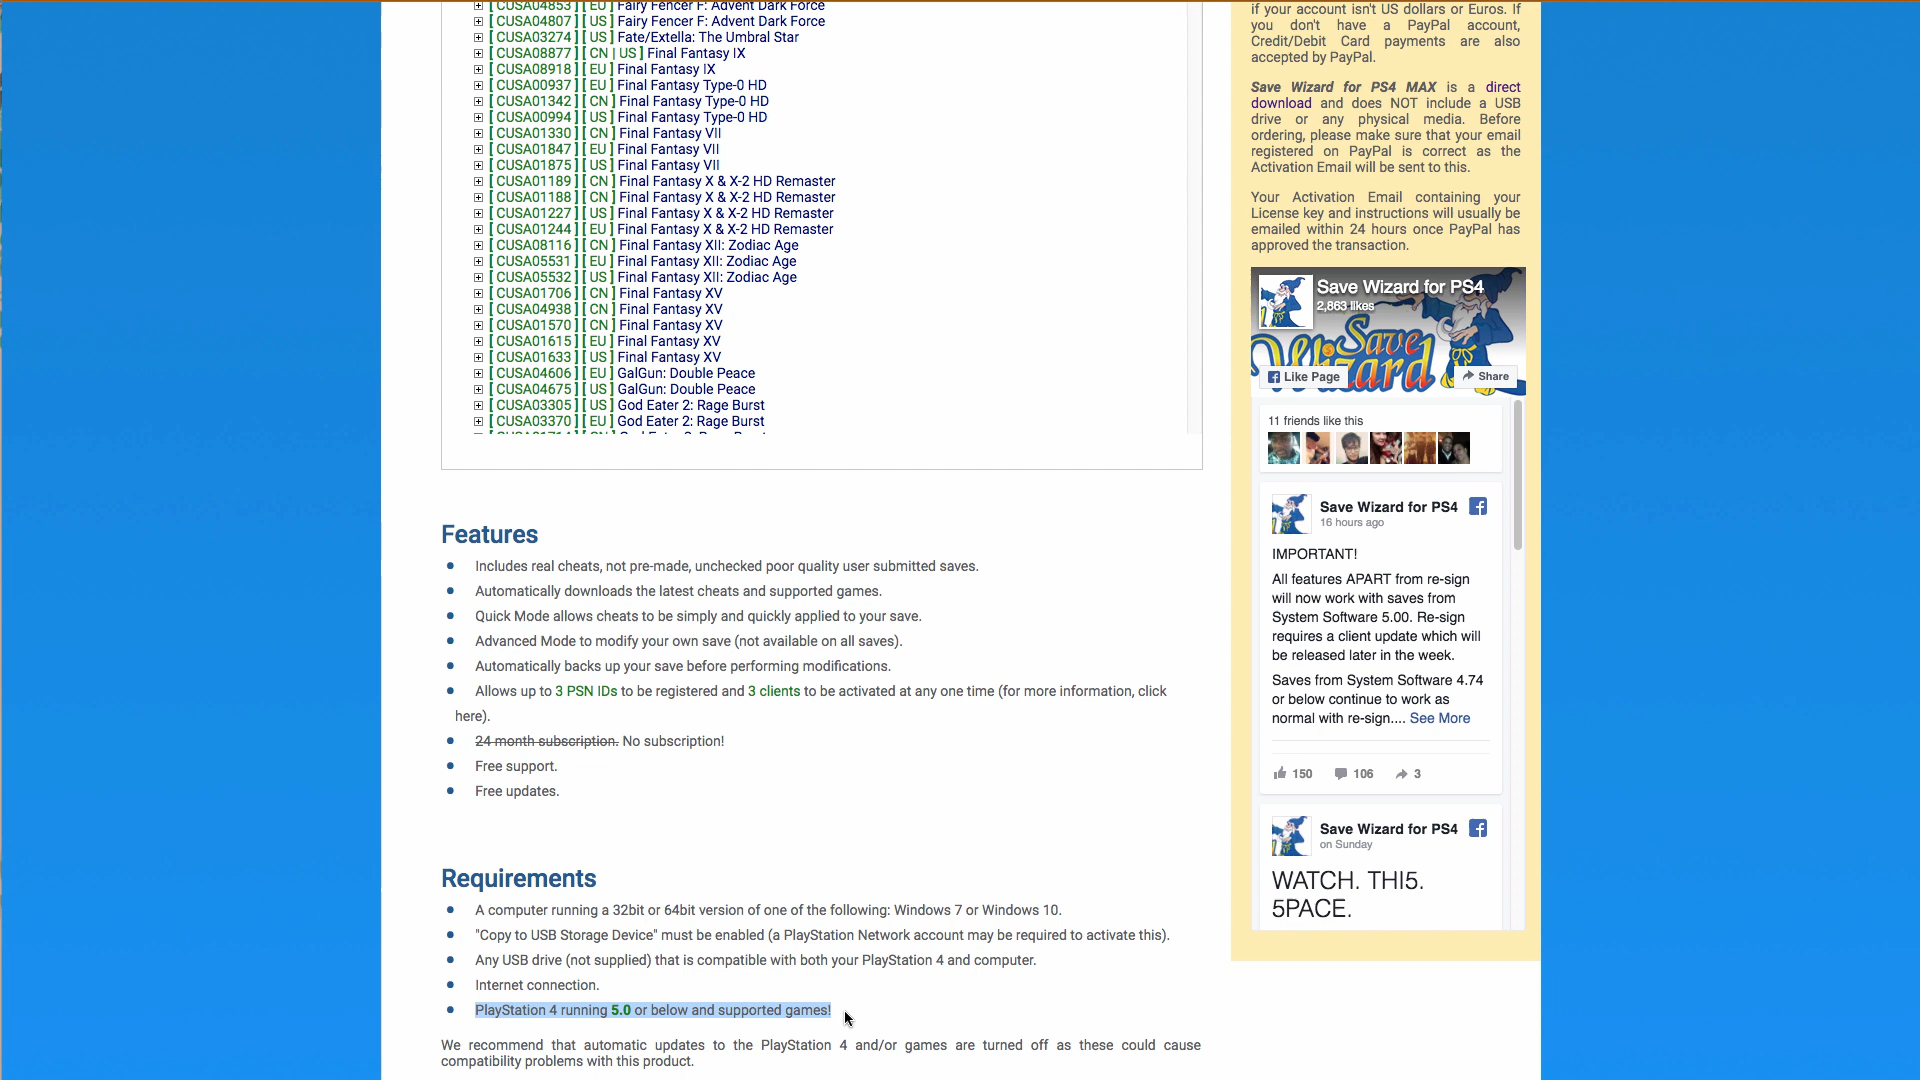 [ CUSA04853 ] [ EU ] Fairy Fencer F: Advent Dark Force
[ CUSA04807 ] [ US ] Fairy Fencer F: Advent Dark Force
[ CUSA03274 ] [ US ] Fate/Extella: The Umbral Star
[ CUSA08877 ] [ CN | US ] Final Fantasy IX
[ CUSA08918 ] [ EU ] Final Fantasy IX
[ CUSA00937 ] [ EU ] Final Fantasy Type-0 HD
[ CUSA01342 ] [ CN ] Final Fantasy Type-0 HD
[ CUSA00994 ] [ US ] Final Fantasy Type-0 HD
[ CUSA01330 ] [ CN ] Final Fantasy VII
[ CUSA01847 ] [ EU ] Final Fantasy VII
[ CUSA01875 ] [ US ] Final Fantasy VII
[ CUSA01189 ] [ CN ] Final Fantasy X & X-2 HD Remaster
[ CUSA01188 ] [ CN ] Final Fantasy X & X-2 HD Remaster
[ CUSA01227 ] [ US ] Final Fantasy X & X-2 HD Remaster
[ CUSA01244 ] [ EU ] Final Fantasy X & X-2 HD Remaster
[ CUSA08116 ] [ CN ] Final Fantasy XII: Zodiac Age
[ CUSA05531 ] [ EU ] Final Fantasy XII: Zodiac Age
[ CUSA05532 ] [ US ] Final Fantasy XII: Zodiac Age
[ CUSA01706 ] [ CN ] Final Fantasy XV
[ CUSA04938 ] [ CN ] Final Fantasy XV
[ CUSA01570 ] [ CN ] Final Fantasy XV
[ CUSA01615 ] [ EU ] Final Fantasy XV
[ CUSA01633 ] [ US ] Final Fantasy XV
[ CUSA04606 ] [ EU ] GalGun: Double Peace
[ CUSA04675 ] [ US ] GalGun: Double Peace
[ CUSA03305 ] [ US ] God Eater 2: Rage Burst
[ CUSA03370 ] [ EU ] God Eater 2: Rage Burst
Features
Includes real cheats, not pre-made, unchecked poor quality user submitted saves.
Automatically downloads the latest cheats and supported games.
Quick Mode allows cheats to be simply and quickly applied to your save.
Advanced Mode to modify your own save (not available on all saves).
Automatically backs up your save before performing modifications.
Allows up to 3 PSN IDs to be registered and 3 clients to be activated at any one time (for more information, click
here).
24 month subscription. No subscription!
Free support.
Free updates.
Requirements
A computer running a 32bit or 64bit version of one of the following: Windows 7 or Windows 10.
"Copy to USB Storage Device" must be enabled (a PlayStation Network account may be required to activate this).
Any USB drive (not supplied) that is compatible with both your PlayStation 4 and computer.
Internet connection.
PlayStation 4 running 5.0 or below and supported games!
We recommend that automatic updates to the PlayStation 4 and/or games are turned off as these could cause
compatibility problems with this product.
if your account isn't US dollars or Euros. If
you don't have a PayPal account,
Credit/Debit Card payments are also
accepted by PayPal.
Save Wizard for PS4 MAX is a direct
download and does NOT include a USB
drive or any physical media. Before
ordering, please make sure that your email
registered on PayPal is correct as the
Activation Email will be sent to this.
Your Activation Email containing your
License key and instructions will usually be
emailed within 24 hours once PayPal has
approved the transaction.
Save Wizard for PS4
2,863 likes
Save
Wizard
Like Page
Share
11 friends like this
Save Wizard for PS4
16 hours ago
IMPORTANT!
All features APART from re-sign
will now work with saves from
System Software 5.00. Re-sign
requires a client update which will
be released later in the week.
Saves from System Software 4.74
or below continue to work as
normal with re-sign.... See More
150 106 3
Save Wizard for PS4
on Sunday
WATCH. THI5.
5PACE.